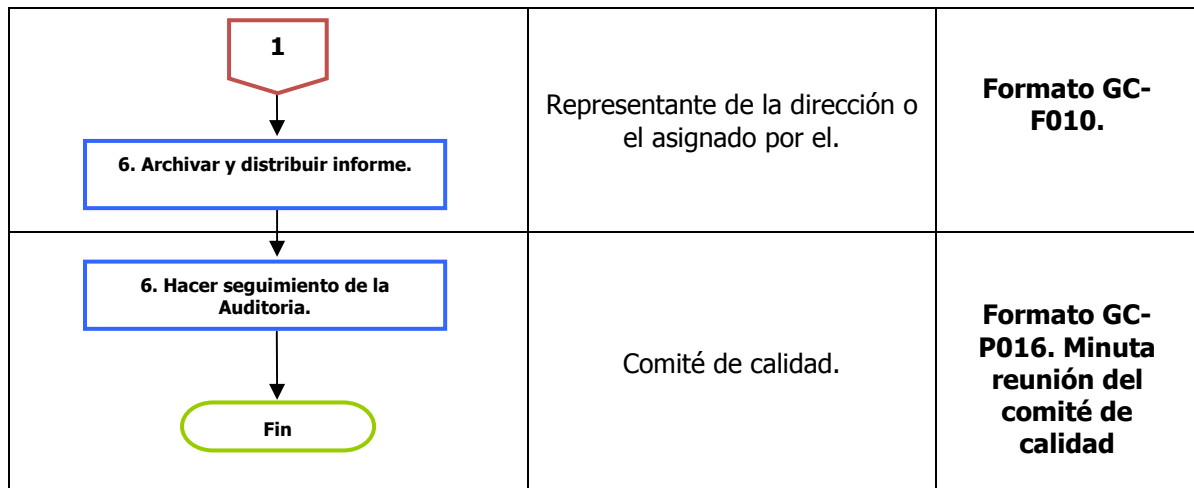 1
6. Archivar y distribuir informe.
Representante de la dirección o
el asignado por el.
Formato GC-
F010.
6. Hacer seguimiento de la
Auditoria.
Fin
Comité de calidad.
Formato GC-
P016. Minuta
reunión del
comité de
calidad